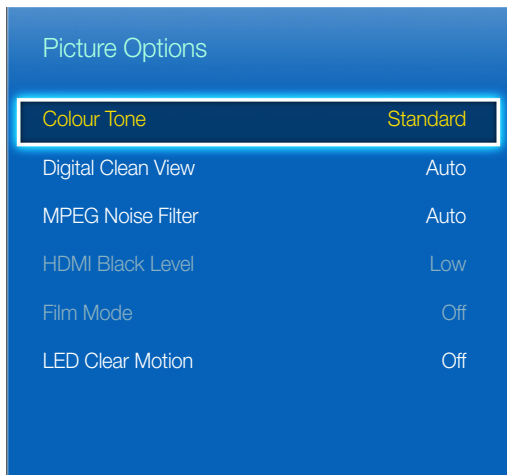 Picture Options
Colour Tone Standard
Digital Clean View Auto
MPEG Noise Filter Auto
HDMI Black Level Low
Film Mode Off
LED Clear Motion Off